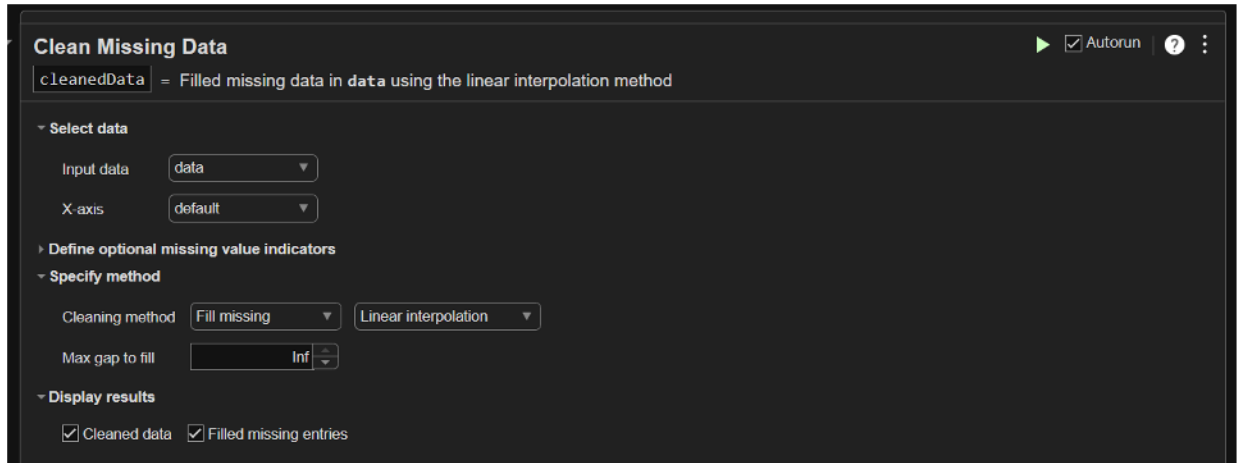 Clean Missing Data
Autorun
?
cleanedData = Filled missing data in data using the linear interpolation method
Select data
Input data data
X-axis default
Define optional missing value indicators
Specify method
Cleaning method Fill missing Linear interpolation
Max gap to fill Inf
Display results
Cleaned data Filled missing entries